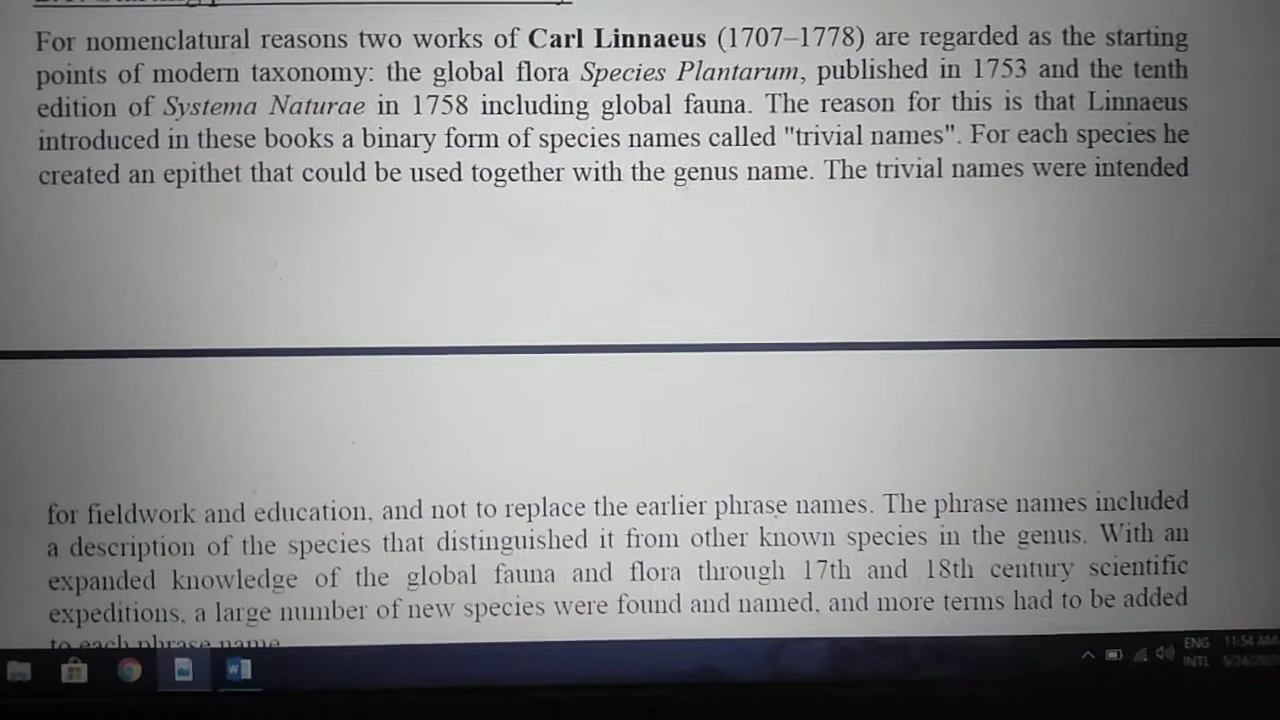 For nomenclatural reasons two works of Carl Linnaeus (1707–1778) are regarded as the starting
points of modern taxonomy: the global flora Species Plantarum, published in 1753 and the tenth
edition of Systema Naturae in 1758 including global fauna. The reason for this is that Linnaeus
introduced in these books a binary form of species names called "trivial names". For each species he
created an epithet that could be used together with the genus name. The trivial names were intended
for fieldwork and education, and not to replace the earlier phrase names. The phrase names included
a description of the species that distinguished it from other known species in the genus. With an
expanded knowledge of the global fauna and flora through 17th and 18th century scientific
expeditions, a large number of new species were found and named, and more terms had to be added
to each phrase name
ENG 11:54 AM
INTL